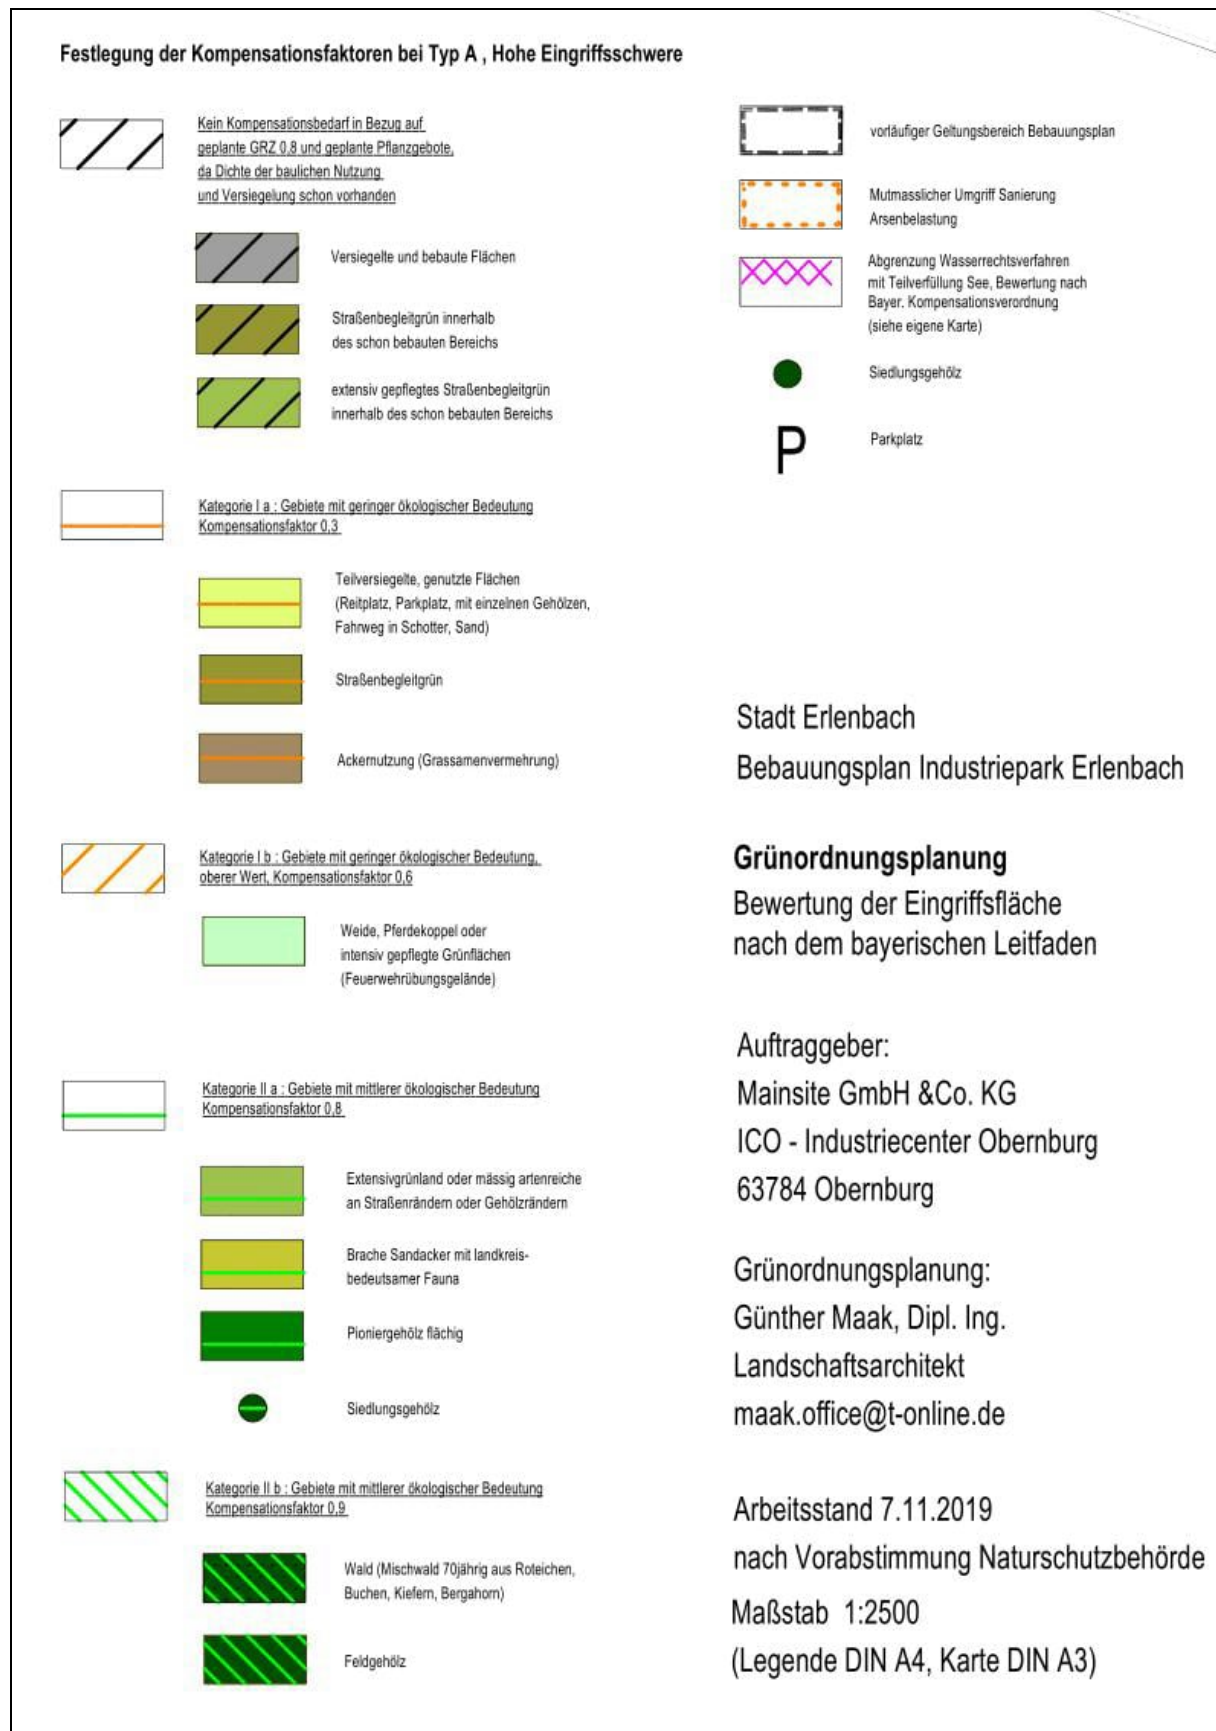 Festlegung der Kompensationsfaktoren bei Typ A , Hohe Eingriffsschwere
Kein Kompensationsbedarf in Bezug auf
geplante GRZ 0,8 und geplante Pflanzgebote,
da Dichte der baulichen Nutzung
und Versiegelung schon vorhanden
Versiegelte und bebaute Flächen
Straßenbegleitgrün innerhalb
des schon bebauten Bereichs
extensiv gepflegtes Straßenbegleitgrün
innerhalb des schon bebauten Bereichs
Kategorie I a : Gebiete mit geringer ökologischer Bedeutung
Kompensationsfaktor 0,3
Teilversiegelte, genutzte Flächen
(Reitplatz, Parkplatz, mit einzelnen Gehölzen,
Fahrweg in Schotter, Sand)
Straßenbegleitgrün
Ackernutzung (Grassamenvermehrung)
Kategorie I b : Gebiete mit geringer ökologischer Bedeutung,
oberer Wert, Kompensationsfaktor 0,6
Weide, Pferdekoppel oder
intensiv gepflegte Grünflächen
(Feuerwehrübungsgelände)
Kategorie II a : Gebiete mit mittlerer ökologischer Bedeutung
Kompensationsfaktor 0,8
Extensivgrünland oder mässig artenreiche
an Straßenrändern oder Gehölzrändern
Brache Sandacker mit landkreis-
bedeutsamer Fauna
Pioniergehölz flächig
Siedlungsgehölz
Kategorie II b : Gebiete mit mittlerer ökologischer Bedeutung
Kompensationsfaktor 0,9
Wald (Mischwald 70jährig aus Roteichen,
Buchen, Kiefern, Bergahorn)
Feldgehölz
vorläufiger Geltungsbereich Bebauungsplan
Mutmasslicher Umgriff Sanierung
Arsenbelastung
Abgrenzung Wasserrechtsverfahren
mit Teilverfüllung See, Bewertung nach
Bayer. Kompensationsverordnung
(siehe eigene Karte)
Siedlungsgehölz
P
Parkplatz
Stadt Erlenbach
Bebauungsplan Industriepark Erlenbach
Grünordnungsplanung
Bewertung der Eingriffsfläche
nach dem bayerischen Leitfaden
Auftraggeber:
Mainsite GmbH &Co. KG
ICO - Industriecenter Obernburg
63784 Obernburg
Grünordnungsplanung:
Günther Maak, Dipl. Ing.
Landschaftsarchitekt
maak.office@t-online.de
Arbeitsstand 7.11.2019
nach Vorabstimmung Naturschutzbehörde
Maßstab 1:2500
(Legende DIN A4, Karte DIN A3)